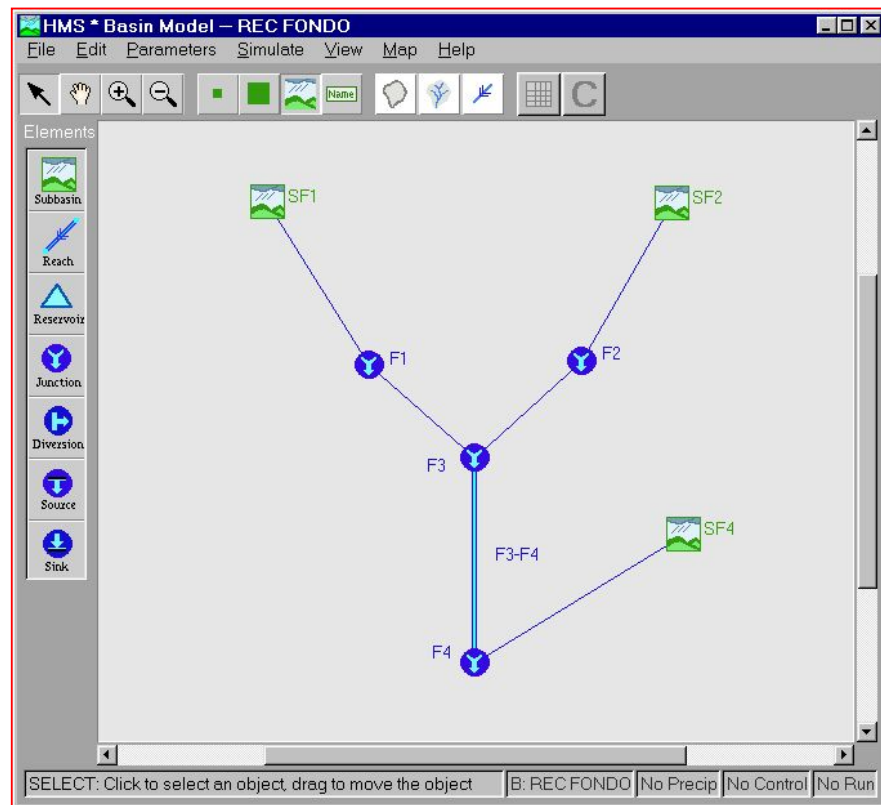 HMS * Basin Model – REC FONDO
File Edit Parameters Simulate View Map Help
Name
C
Elements
Subbasin
Reach
Reservoir
Junction
Diversion
Source
Sink
SF1
SF2
F1
F2
F3
SF4
F3-F4
F4
SELECT: Click to select an object, drag to move the object B: REC FONDO No Precip No Control No Run